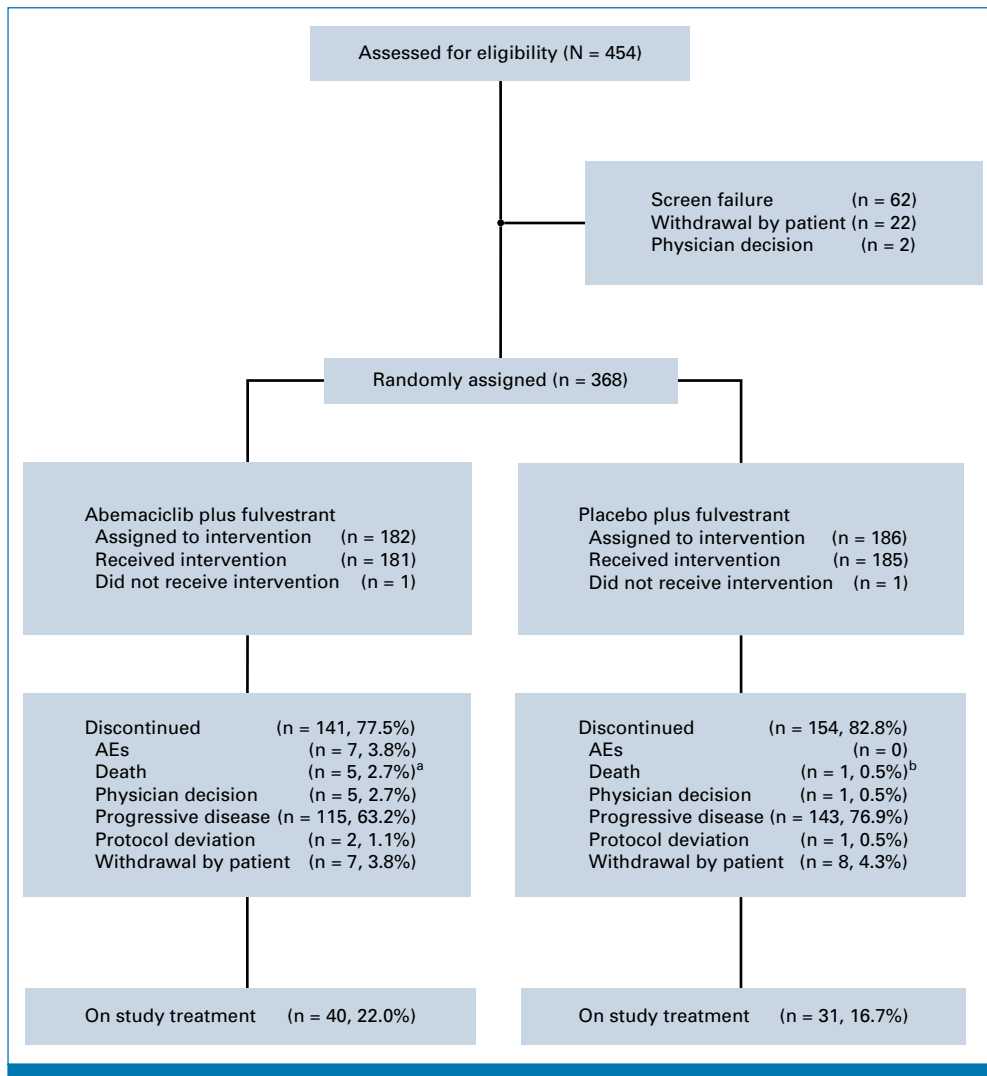 Assessed for eligibility (N = 454)
Screen failure (n = 62)
Withdrawal by patient (n = 22)
Physician decision (n = 2)
Randomly assigned (n = 368)
Abemaciclib plus fulvestrant
Assigned to intervention (n = 182)
Received intervention (n = 181)
Did not receive intervention (n = 1)
Placebo plus fulvestrant
Assigned to intervention (n = 186)
Received intervention (n = 185)
Did not receive intervention (n = 1)
Discontinued (n = 141, 77.5%)
AEs (n = 7, 3.8%)
Death (n = 5, 2.7%)a
Physician decision (n = 5, 2.7%)
Progressive disease (n = 115, 63.2%)
Protocol deviation (n = 2, 1.1%)
Withdrawal by patient (n = 7, 3.8%)
Discontinued (n = 154, 82.8%)
AEs (n = 0)
Death (n = 1, 0.5%)b
Physician decision (n = 1, 0.5%)
Progressive disease (n = 143, 76.9%)
Protocol deviation (n = 1, 0.5%)
Withdrawal by patient (n = 8, 4.3%)
On study treatment (n = 40, 22.0%)
On study treatment (n = 31, 16.7%)